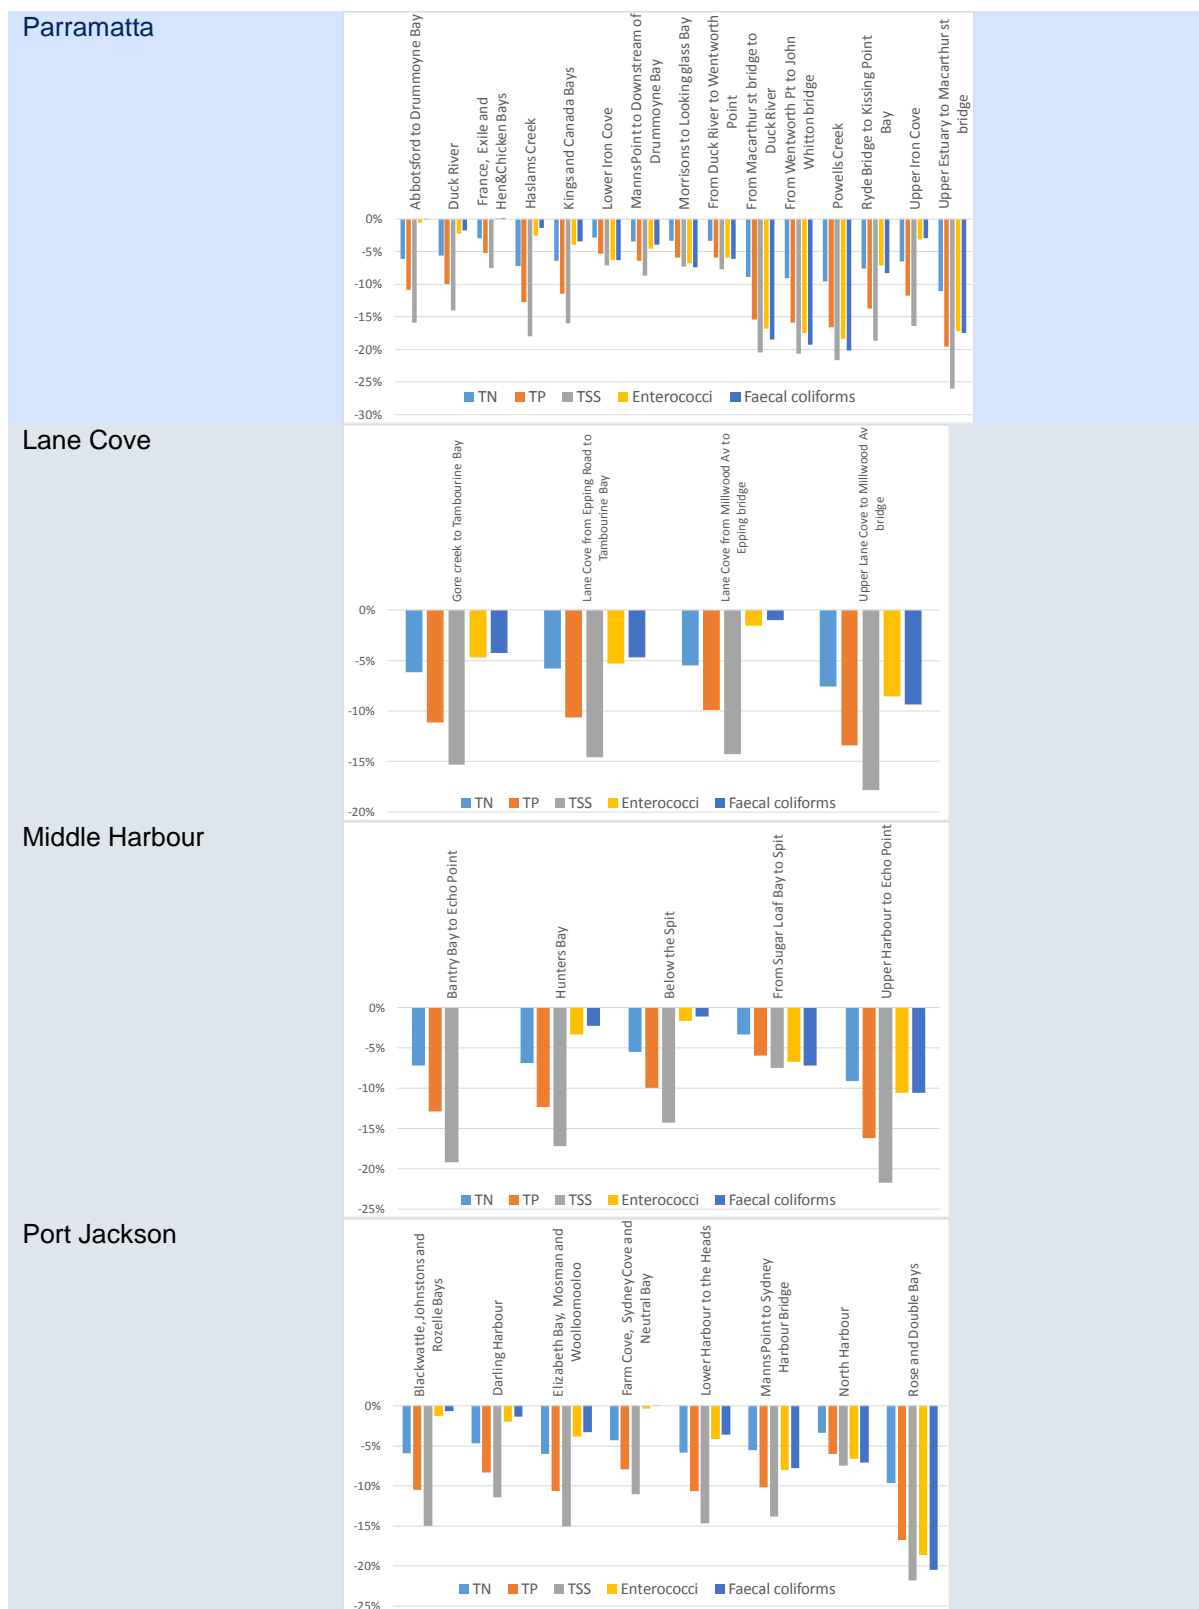 Parramatta
Abbotsford to Drummoyne Bay
Duck River
France, Exile and
Hen&Chicken Bays
Haslams Creek
Kings and Canada Bays
Lower Iron Cove
Manns Point to Downstream of
Drummoyne Bay
Morrisons to Looking glass Bay
From Duck River to Wentworth
Point
From Macarthur st bridge to
Duck River
From Wentworth Pt to John
Whitton bridge
Powells Creek
Ryde Bridge to Kissing Point
Bay
Upper Iron Cove
Upper Estuary to Macarthur st
bridge
0%
-5%
-10%
-15%
-20%
-25%
-30%
TN TP TSS Enterococci Faecal coliforms
Lane Cove
Gore creek to Tambourine Bay
Lane Cove from Epping Road to
Tambourine Bay
Lane Cove from Millwood Av to
Epping bridge
Upper Lane Cove to Millwood Av
bridge
0%
-5%
-10%
-15%
-20%
TN TP TSS Enterococci Faecal coliforms
Middle Harbour
Bantry Bay to Echo Point
Hunters Bay
Below the Spit
From Sugar Loaf Bay to Spit
Upper Harbour to Echo Point
0%
-5%
-10%
-15%
-20%
-25%
TN TP TSS Enterococci Faecal coliforms
Port Jackson
Blackwattle, Johnstons and
Rozelle Bays
Darling Harbour
Elizabeth Bay, Mosman and
Woolloomooloo
Farm Cove, Sydney Cove and
Neutral Bay
Lower Harbour to the Heads
Manns Point to Sydney
Harbour Bridge
North Harbour
Rose and Double Bays
0%
-5%
-10%
-15%
-20%
-25%
TN TP TSS Enterococci Faecal coliforms